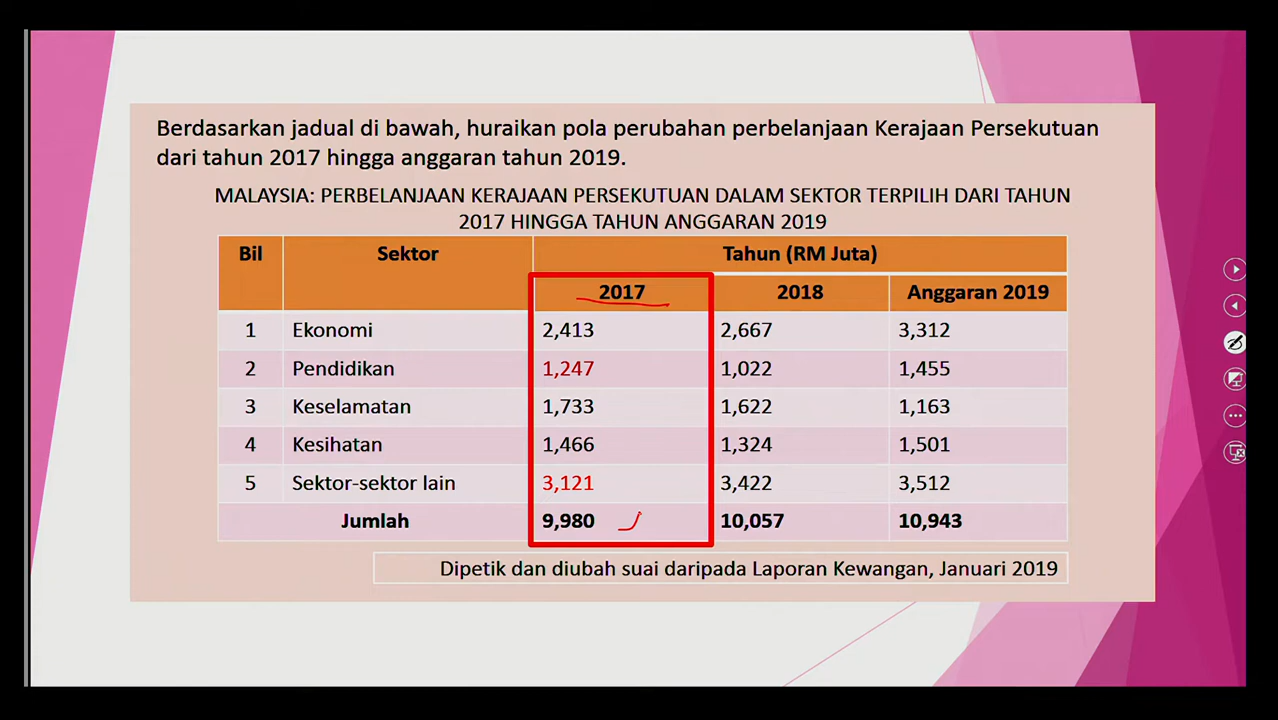 Berdasarkan jadual di bawah, huraikan pola perubahan perbelanjaan Kerajaan Persekutuan
dari tahun 2017 hingga anggaran tahun 2019.
MALAYSIA: PERBELANJAAN KERAJAAN PERSEKUTUAN DALAM SEKTOR TERPILIH DARI TAHUN
2017 HINGGA TAHUN ANGGARAN 2019
Bil Sektor Tahun (RM Juta)
2017 2018 Anggaran 2019
1 Ekonomi 2,413 2,667 3,312
2 Pendidikan 1,247 1,022 1,455
3 Keselamatan 1,733 1,622 1,163
4 Kesihatan 1,466 1,324 1,501
5 Sektor-sektor lain 3,121 3,422 3,512
Jumlah 9,980 10,057 10,943
Dipetik dan diubah suai daripada Laporan Kewangan, Januari 2019